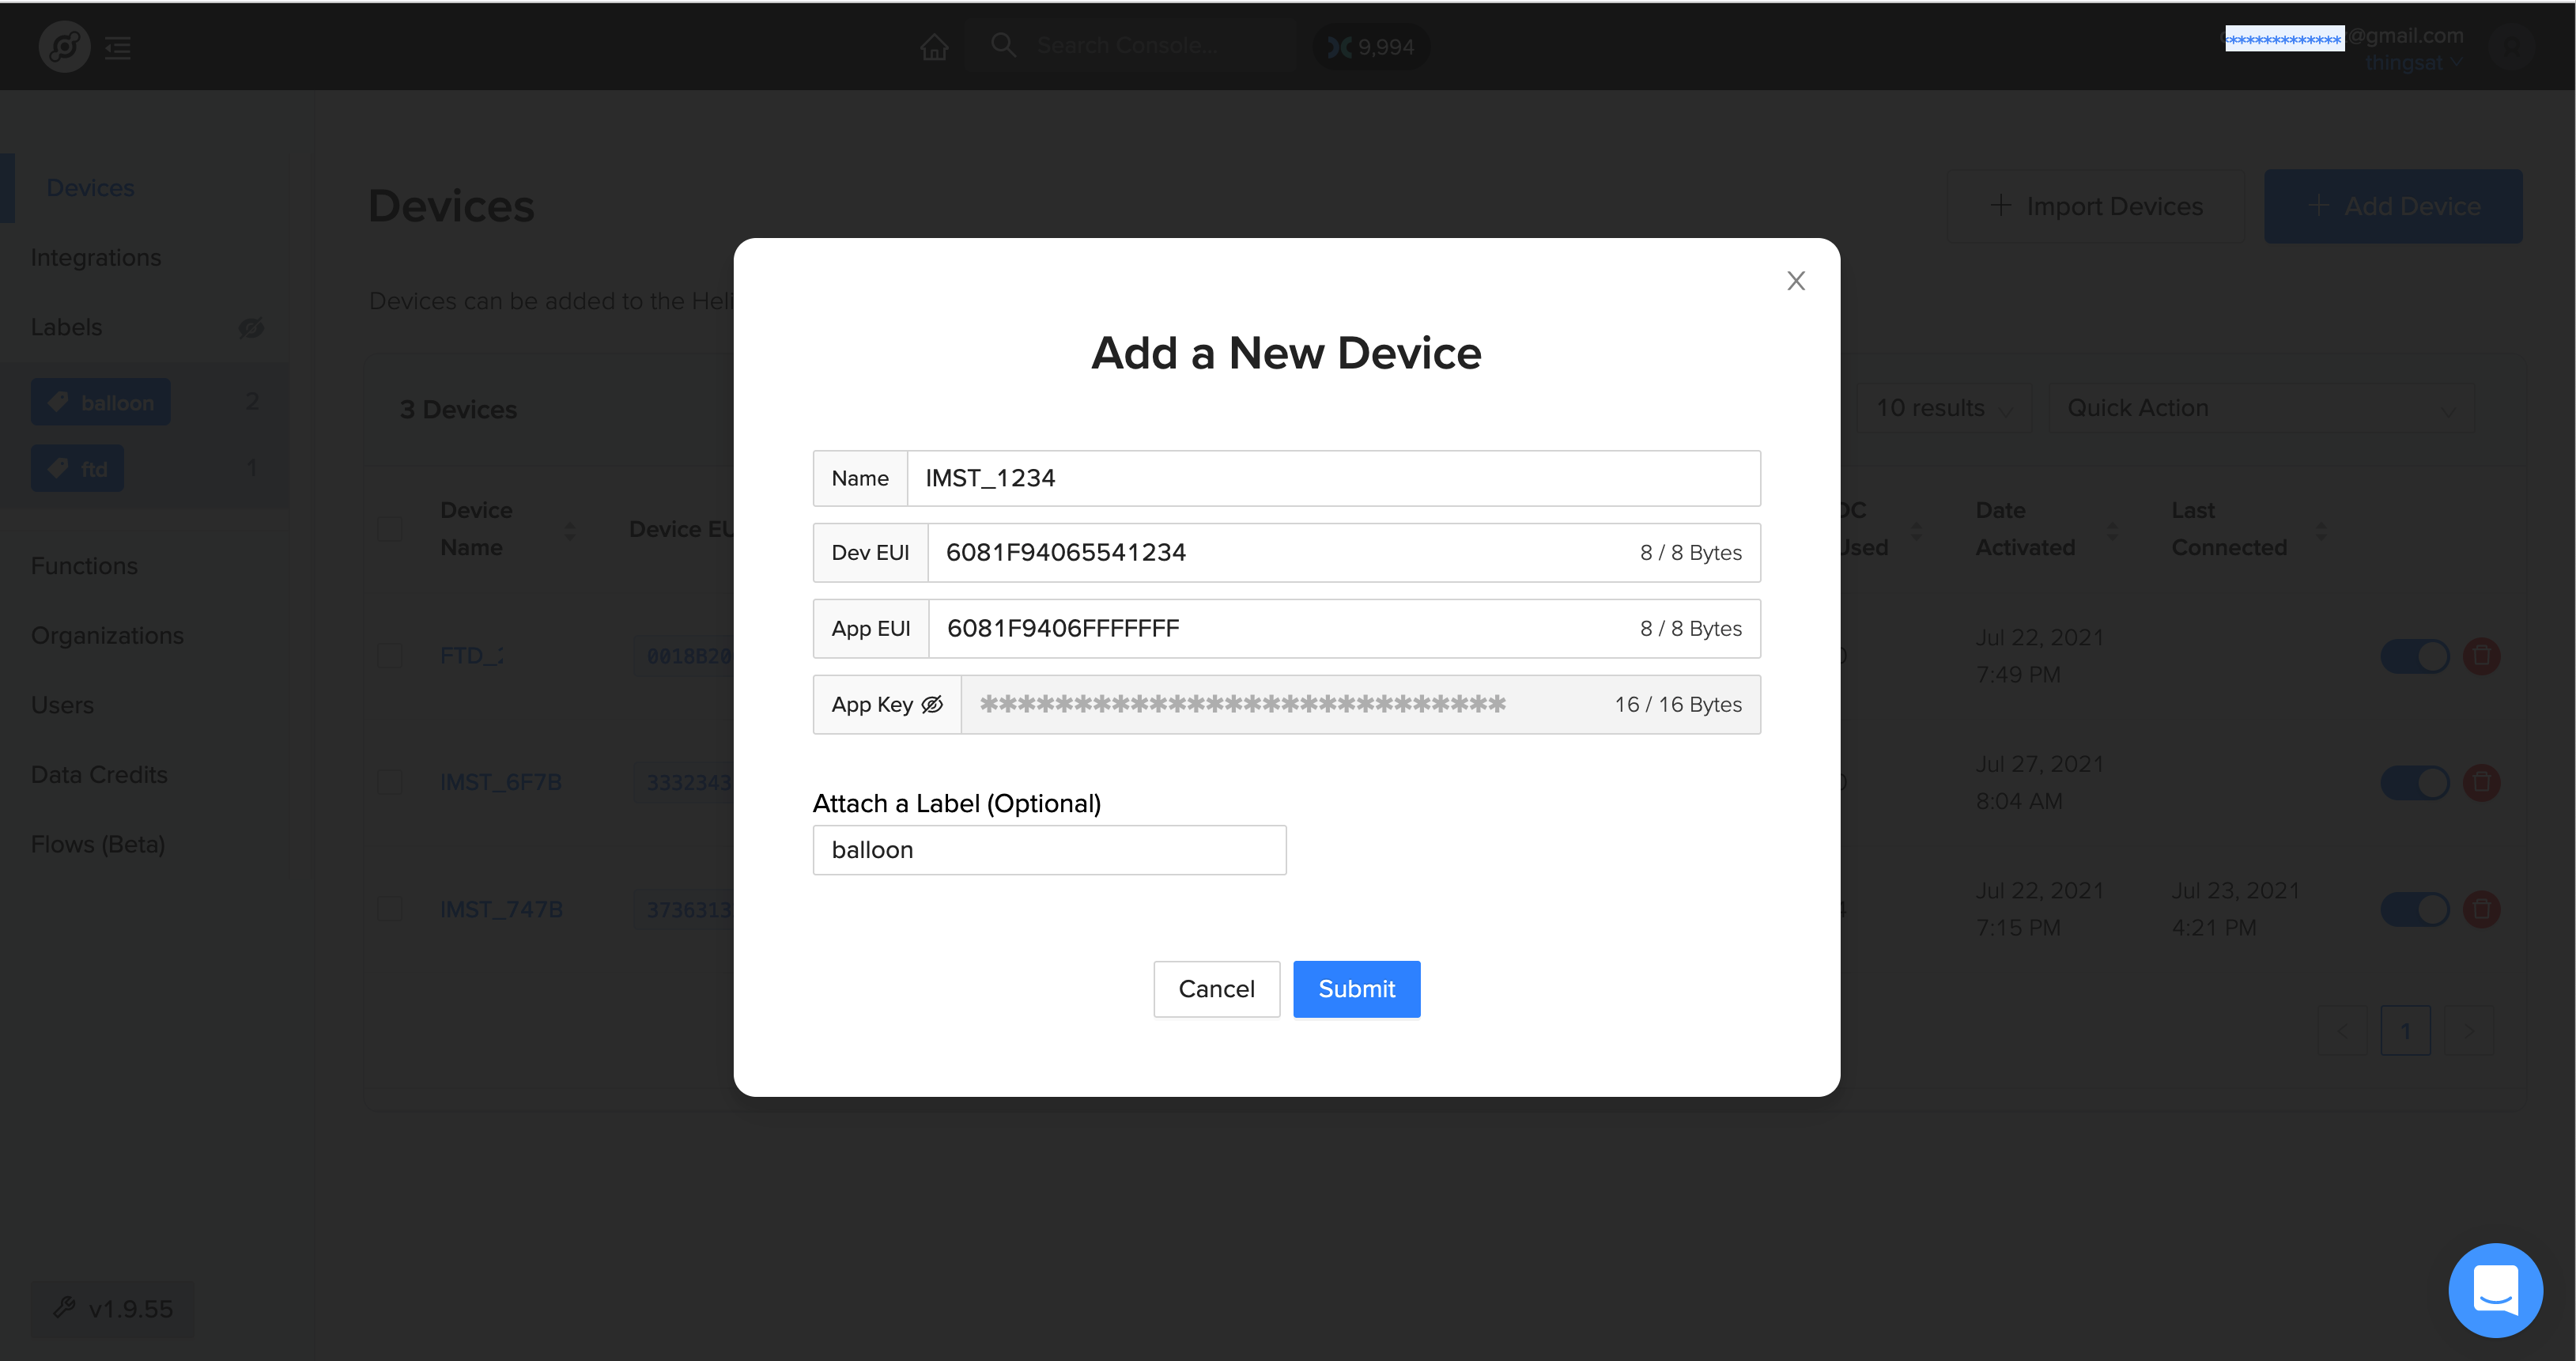 Search Console...
9,994
*************@gmail.com
thingsat
Devices
Integrations
Labels
balloon 2
ftd 1
Functions
Organizations
Users
Data Credits
Flows (Beta)
v1.9.55
Devices
Import Devices
Add Device
Devices can be added to the
3 Devices
10 results
Quick Action
Device Name
Device
Date Activated
Last Connected
FTD_
0018B20
Jul 22, 2021
7:49 PM
IMST_6F7B
3332343
Jul 27, 2021
8:04 AM
IMST_747B
3736313
Jul 22, 2021
7:15 PM
Jul 23, 2021
4:21 PM
1
Add a New Device
Name IMST_1234
Dev EUI 6081F94065541234 8 / 8 Bytes
App EUI 6081F9406FFFFFFF 8 / 8 Bytes
App Key **************************** 16 / 16 Bytes
Attach a Label (Optional)
balloon
Cancel
Submit